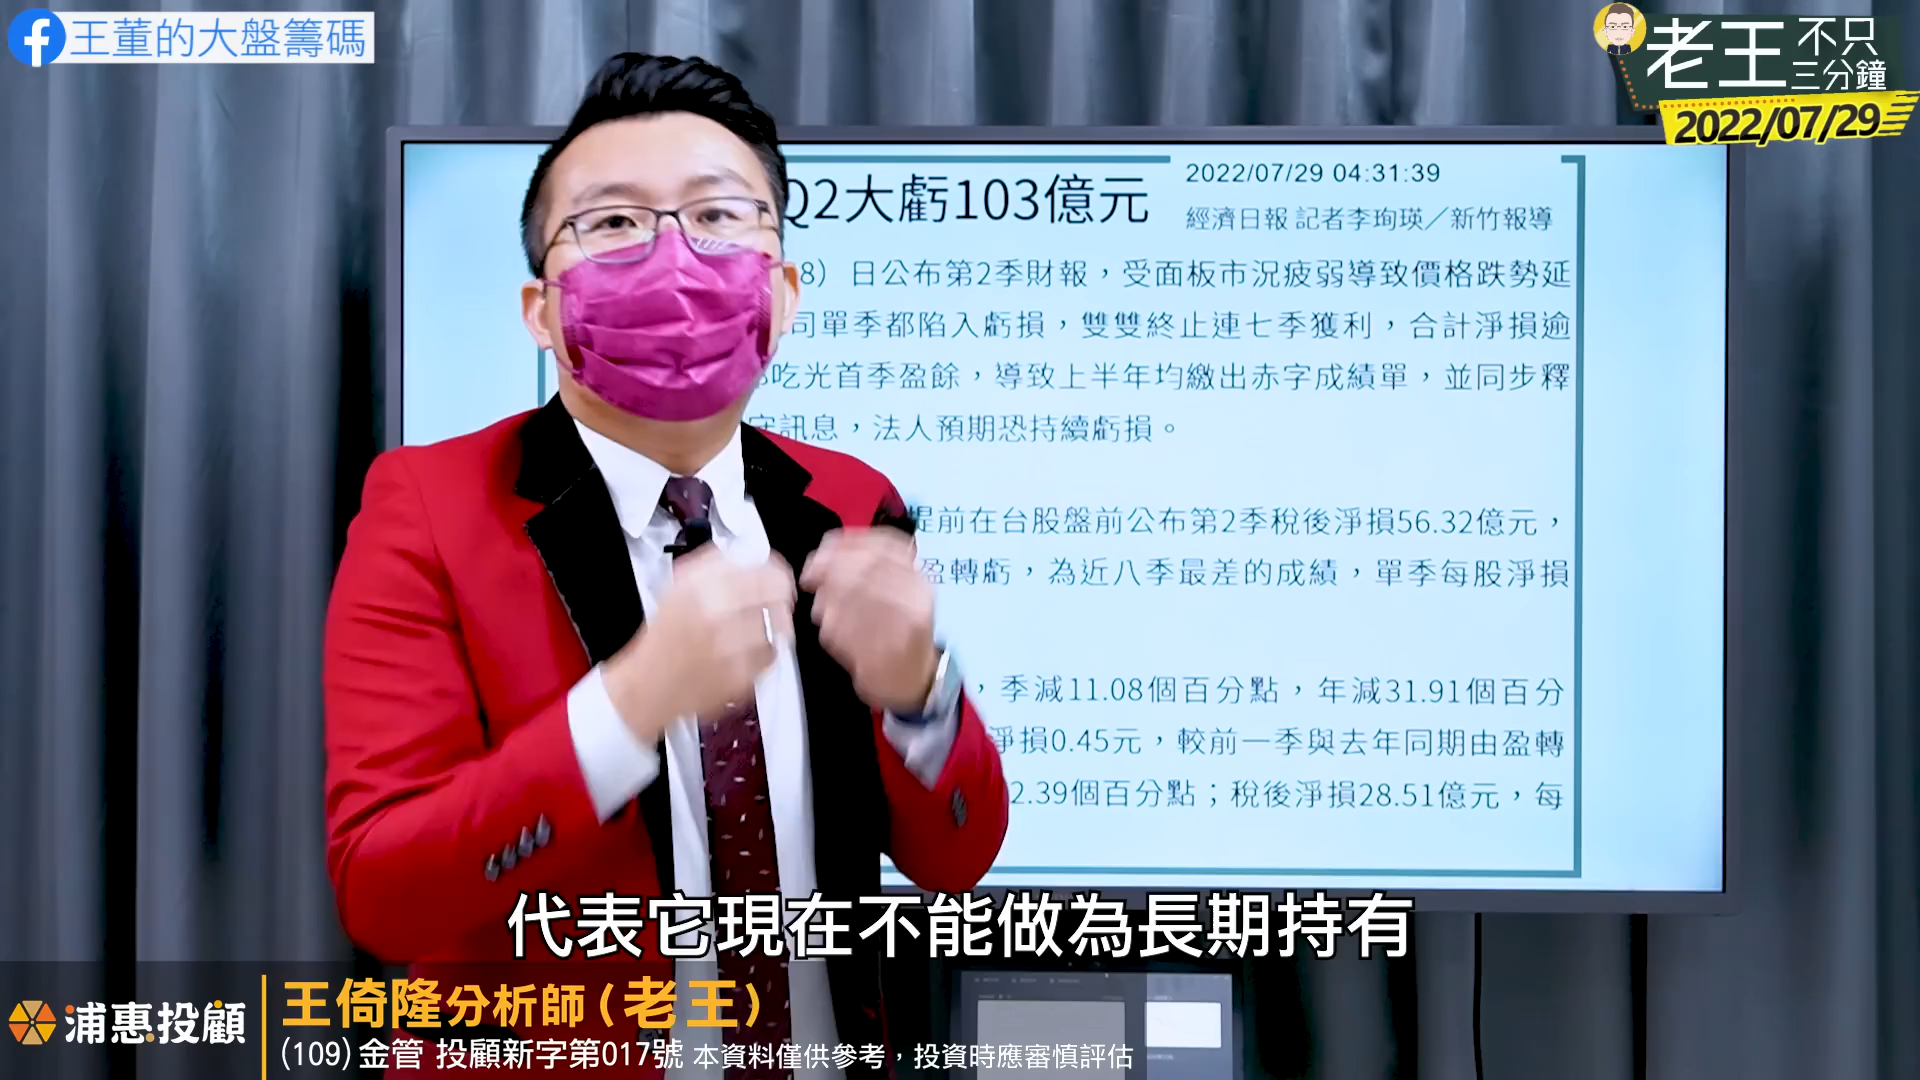 王董的大盤籌碼
老王 不只三分鐘
2022/07/29
Q2大虧103億元
2022/07/29 04:31:39
經濟日報 記者李珣瑛／新竹報導
8）日公布第2季財報，受面板市況疲弱導致價格跌勢延
司單季都陷入虧損，雙雙終止連七季獲利，合計淨損逾
吃光首季盈餘，導致上半年均繳出赤字成績單，並同步釋
守訊息，法人預期恐持續虧損。
提前在台股盤前公布第2季稅後淨損56.32億元，
盈轉虧，為近八季最差的成績，單季每股淨損
，季減11.08個百分點，年減31.91個百分
淨損0.45元，較前一季與去年同期由盈轉
2.39個百分點；稅後淨損28.51億元，每
代表它現在不能做為長期持有
浦惠投顧
王倚隆分析師(老王)
(109)金管 投顧新字第017號 本資料僅供參考，投資時應審慎評估